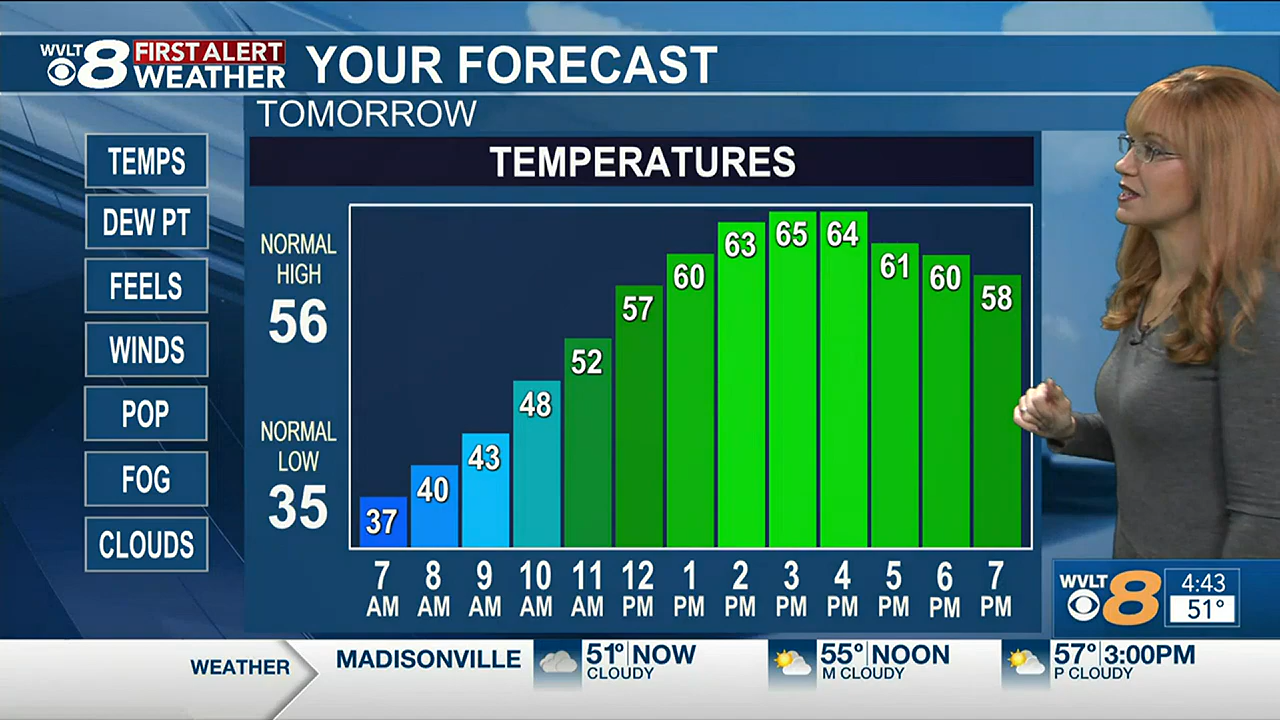 WVLT 8 FIRST ALERT WEATHER
YOUR FORECAST
TOMORROW
TEMPS
DEW PT
FEELS
WINDS
POP
FOG
CLOUDS
TEMPERATURES
NORMAL
HIGH
56
NORMAL
LOW
35
37 40 43 48 52 57 60 63 65 64 61 60 58
7 8 9 10 11 12 1 2 3 4 5 6 7
AM AM AM AM AM PM PM PM PM PM PM PM PM
WVLT 8
4:43
51°
WEATHER
MADISONVILLE
51° NOW
CLOUDY
55° NOON
M CLOUDY
57° 3:00PM
P CLOUDY